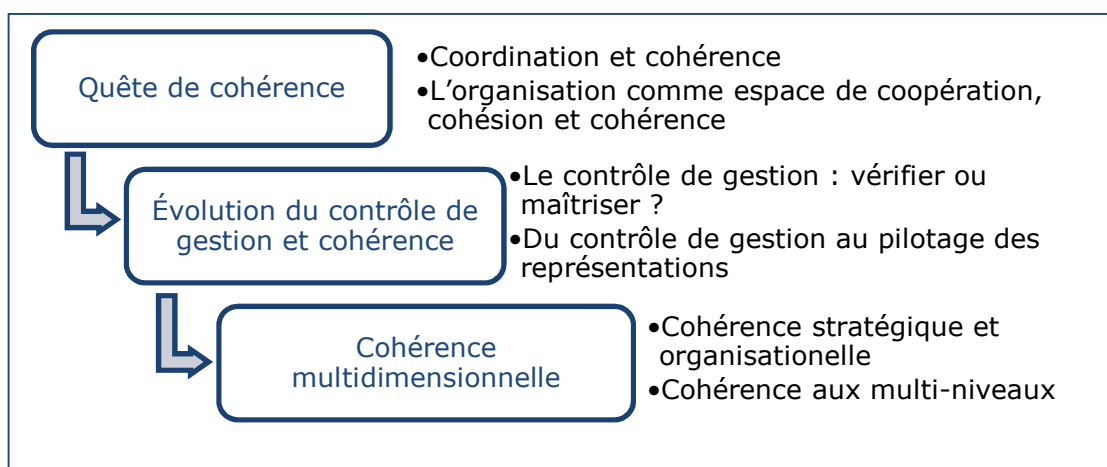 Quête de cohérence
•Coordination et cohérence
•L'organisation comme espace de coopération,
cohésion et cohérence
Évolution du contrôle de
gestion et cohérence
•Le contrôle de gestion : vérifier ou
maîtriser ?
•Du contrôle de gestion au pilotage des
représentations
Cohérence
multidimensionnelle
•Cohérence stratégique et
organisationelle
•Cohérence aux multi-niveaux